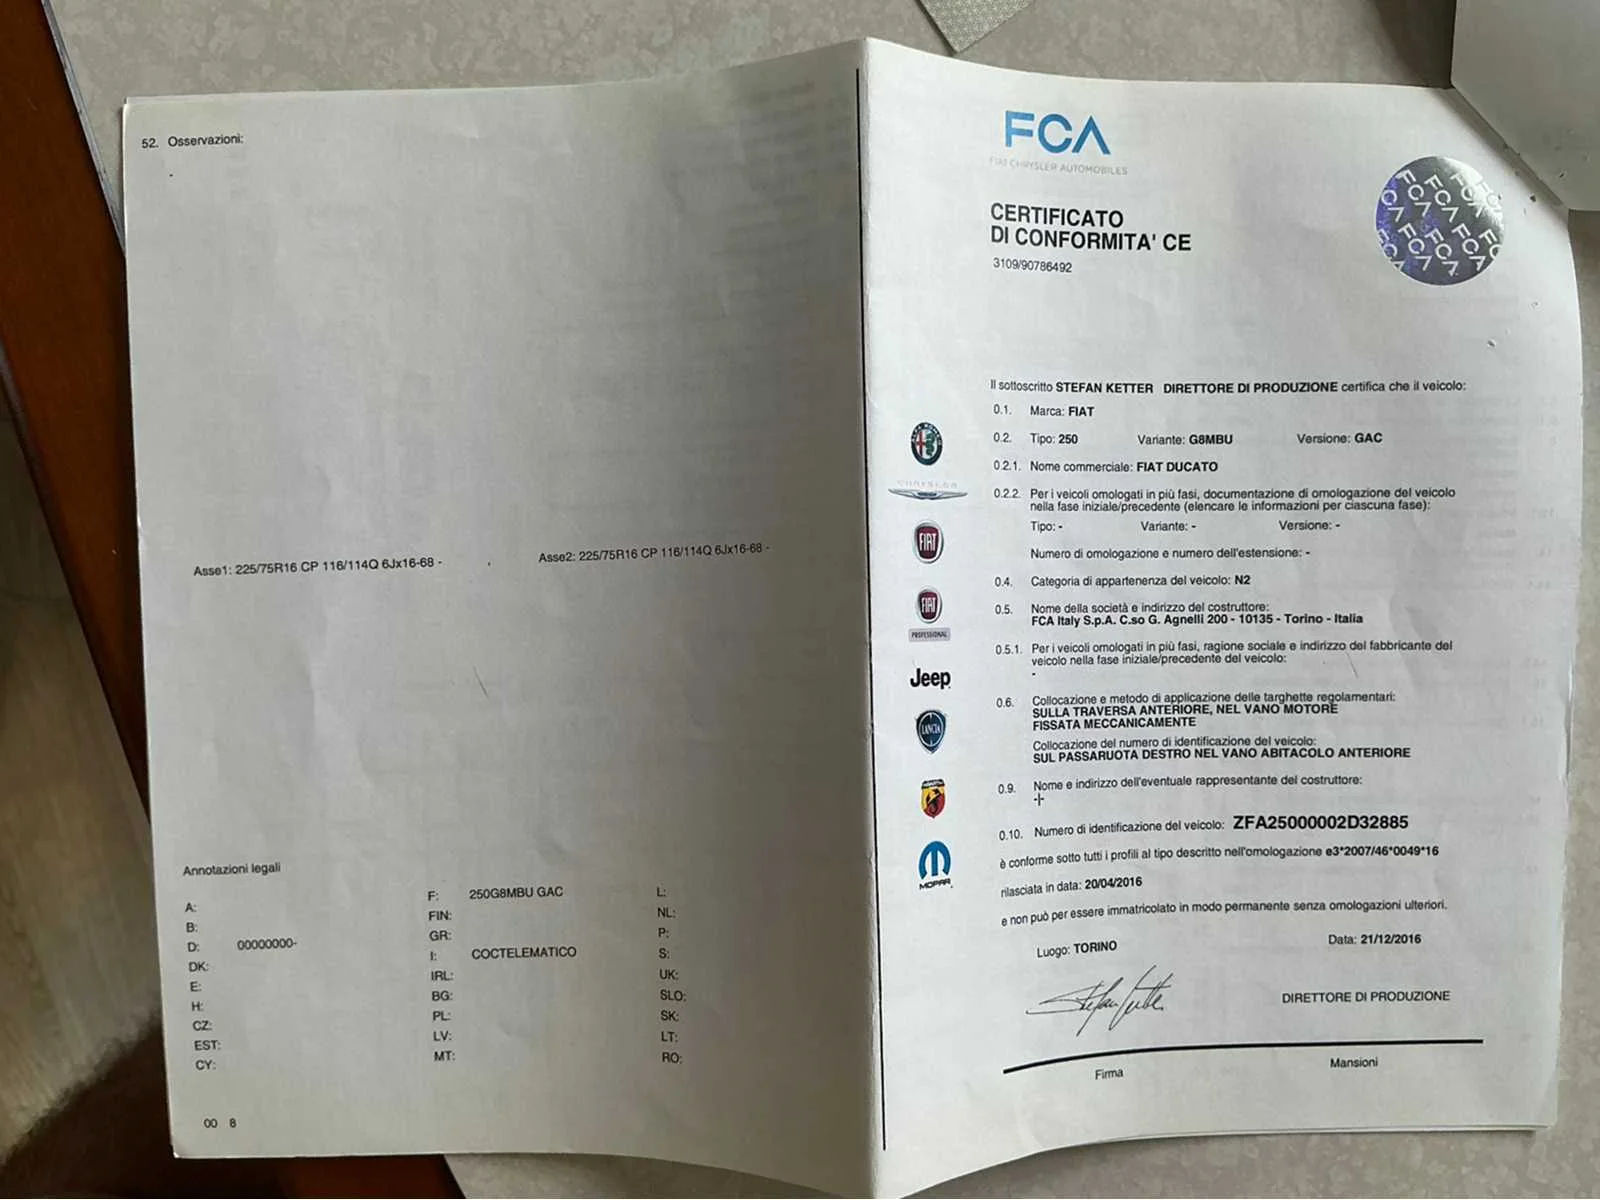 52. Osservazioni:
Asse1: 225/75R16 CP 116/114Q 6Jx16-68 -
Asse2: 225/75R16 CP 116/114Q 6Jx16-68 -
Annotazioni legali
A:
B:
D: 00000000-
DK:
E:
H:
CZ:
EST:
CY:
F: 250G8MBU GAC
FIN:
GR:
I: COCTELEMATICO
IRL:
BG:
PL:
LV:
MT:
L:
NL:
P:
S:
UK:
SLO:
SK:
LT:
RO:
00 8
FCA
FIAT CHRYSLER AUTOMOBILES
CERTIFICATO
DI CONFORMITA' CE
3109/90786492
FCA FCA FCA
FCA FCA FCA
Il sottoscritto STEFAN KETTER DIRETTORE DI PRODUZIONE certifica che il veicolo:
0.1. Marca: FIAT
0.2. Tipo: 250 Variante: G8MBU Versione: GAC
0.2.1. Nome commerciale: FIAT DUCATO
0.2.2. Per i veicoli omologati in più fasi, documentazione di omologazione del veicolo
nella fase iniziale/precedente (elencare le informazioni per ciascuna fase):
Tipo: - Variante: - Versione: -
Numero di omologazione e numero dell'estensione: -
0.4. Categoria di appartenenza del veicolo: N2
0.5. Nome della società e indirizzo del costruttore:
FCA Italy S.p.A. C.so G. Agnelli 200 - 10135 - Torino - Italia
0.5.1. Per i veicoli omologati in più fasi, ragione sociale e indirizzo del fabbricante del
veicolo nella fase iniziale/precedente del veicolo:
-
0.6. Collocazione e metodo di applicazione delle targhette regolamentari:
SULLA TRAVERSA ANTERIORE, NEL VANO MOTORE
FISSATA MECCANICAMENTE
Collocazione del numero di identificazione del veicolo:
SUL PASSARUOTA DESTRO NEL VANO ABITACOLO ANTERIORE
0.9. Nome e indirizzo dell'eventuale rappresentante del costruttore:
-|-
0.10. Numero di identificazione del veicolo: ZFA25000002D32885
è conforme sotto tutti i profili al tipo descritto nell'omologazione e3*2007/46*0049*16
rilasciata in data: 20/04/2016
e non può per essere immatricolato in modo permanente senza omologazioni ulteriori.
Luogo: TORINO Data: 21/12/2016
DIRETTORE DI PRODUZIONE
Firma Mansioni
CHRYSLER
FIAT
FIAT
PROFESSIONAL
Jeep
LANCIA
MOPAR